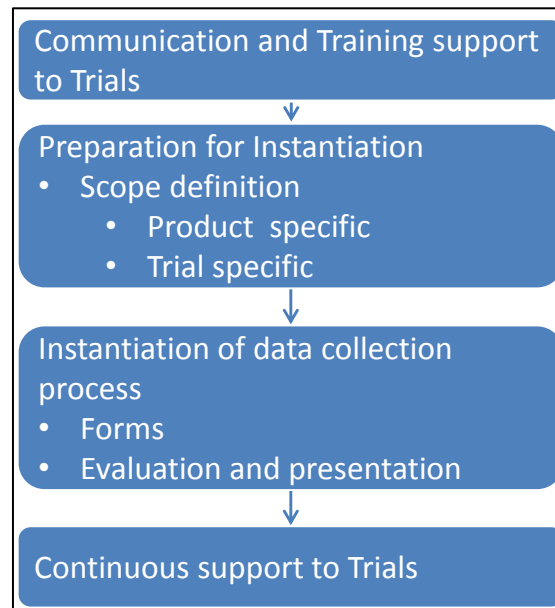 Communication and Training support
to Trials
Preparation for Instantiation
• Scope definition
• Product specific
• Trial specific
Instantiation of data collection
process
• Forms
• Evaluation and presentation
Continuous support to Trials